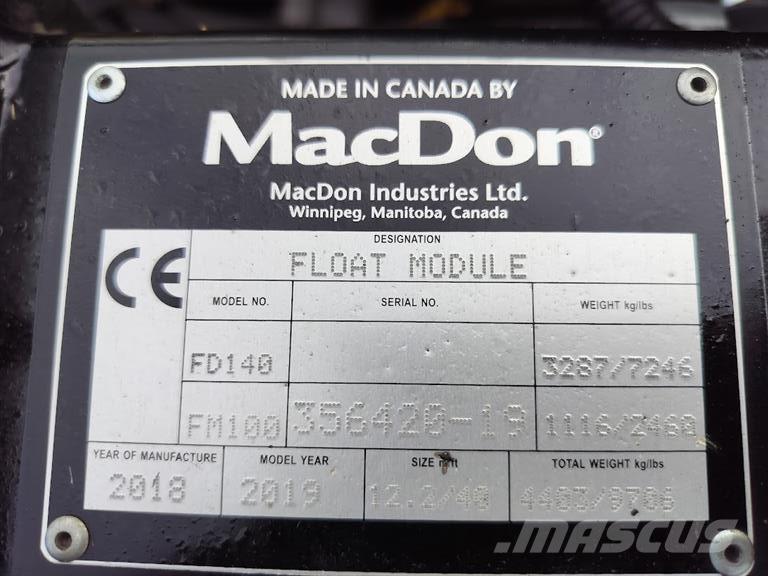 MADE IN CANADA BY
MacDon®
MacDon Industries Ltd.
Winnipeg, Manitoba, Canada
CE
DESIGNATION
FLOAT MODULE
MODEL NO. SERIAL NO. WEIGHT kg/lbs
FD140 3287/7246
FM100 356420-19 1116/2460
YEAR OF MANUFACTURE MODEL YEAR SIZE m/ft TOTAL WEIGHT kg/lbs
2018 2019 12.2/40 4403/9706
MASCUS